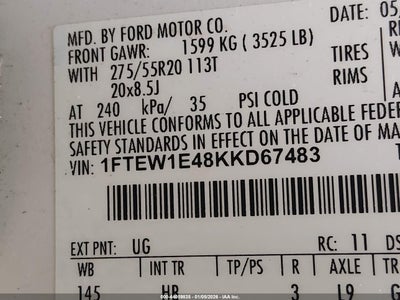 MFD. BY FORD MOTOR CO.
DATE: 05
FRONT GAWR: 1599 KG ( 3525 LB)
WITH 275/55R20 113T TIRES
20x8.5J RIMS
AT 240 kPa/ 35 PSI COLD
THIS VEHICLE CONFORMS TO ALL APPLICABLE FEDER
SAFETY STANDARDS IN EFFECT ON THE DATE OF MAN
VIN: 1FTEW1E48KKD67483
EXT PNT: UG RC: 11 DS
WB INT TR TP/PS R AXLE T
145 HB 3 L9